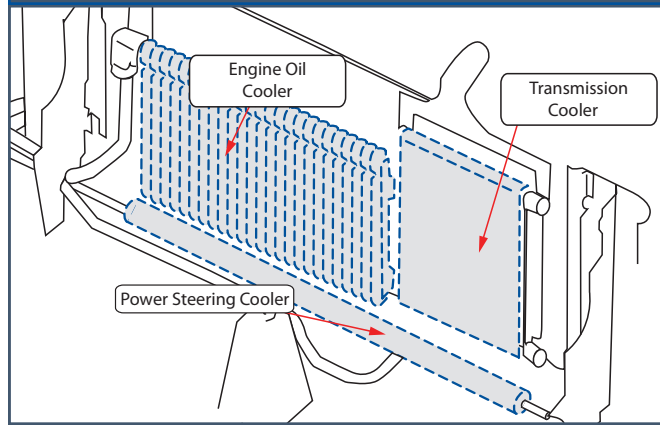 Engine Oil
Cooler
Transmission
Cooler
Power Steering Cooler